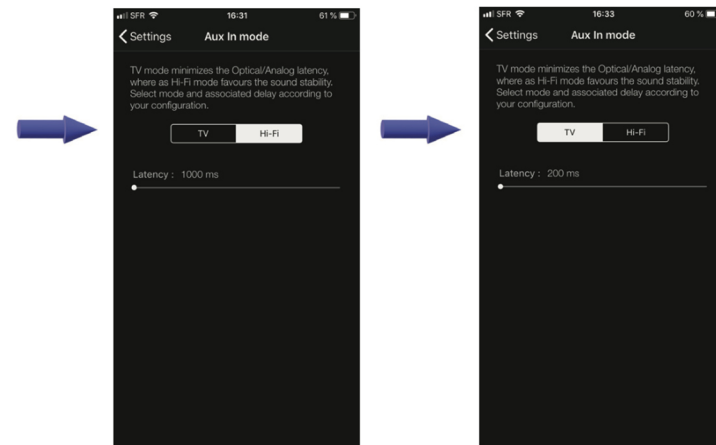 SFR 16:31 61 %
Settings Aux In mode
TV mode minimizes the Optical/Analog latency,
where as Hi-Fi mode favours the sound stability.
Select mode and associated delay according to
your configuration.
TV Hi-Fi
Latency : 1000 ms
SFR 16:33 60 %
Settings Aux In mode
TV mode minimizes the Optical/Analog latency,
where as Hi-Fi mode favours the sound stability.
Select mode and associated delay according to
your configuration.
TV Hi-Fi
Latency : 200 ms